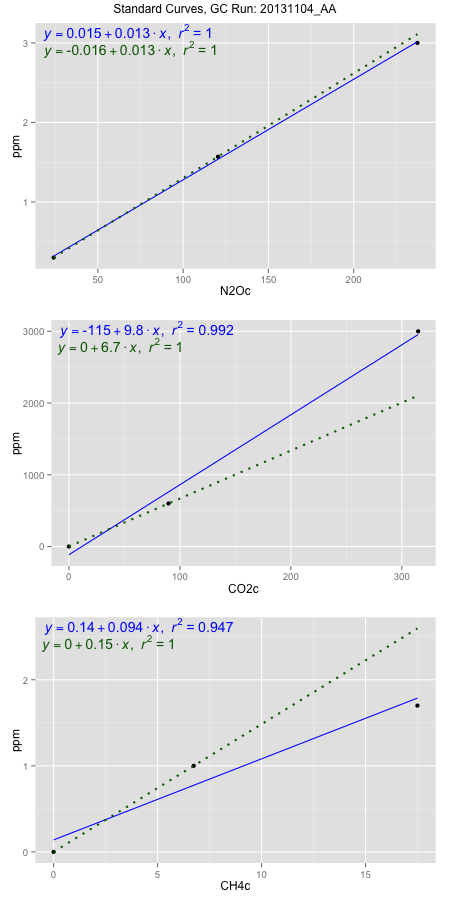 Standard Curves, GC Run: 20131104_AA
y = 0.015 + 0.013 · x,  r² = 1
y = -0.016 + 0.013 · x,  r² = 1
3
2
1
ppm
50 100 150 200
N2Oc
y = -115 + 9.8 · x,  r² = 0.992
y = 0 + 6.7 · x,  r² = 1
3000
2000
1000
0
ppm
0 100 200 300
CO2c
y = 0.14 + 0.094 · x,  r² = 0.947
y = 0 + 0.15 · x,  r² = 1
2
1
0
ppm
0 5 10 15
CH4c